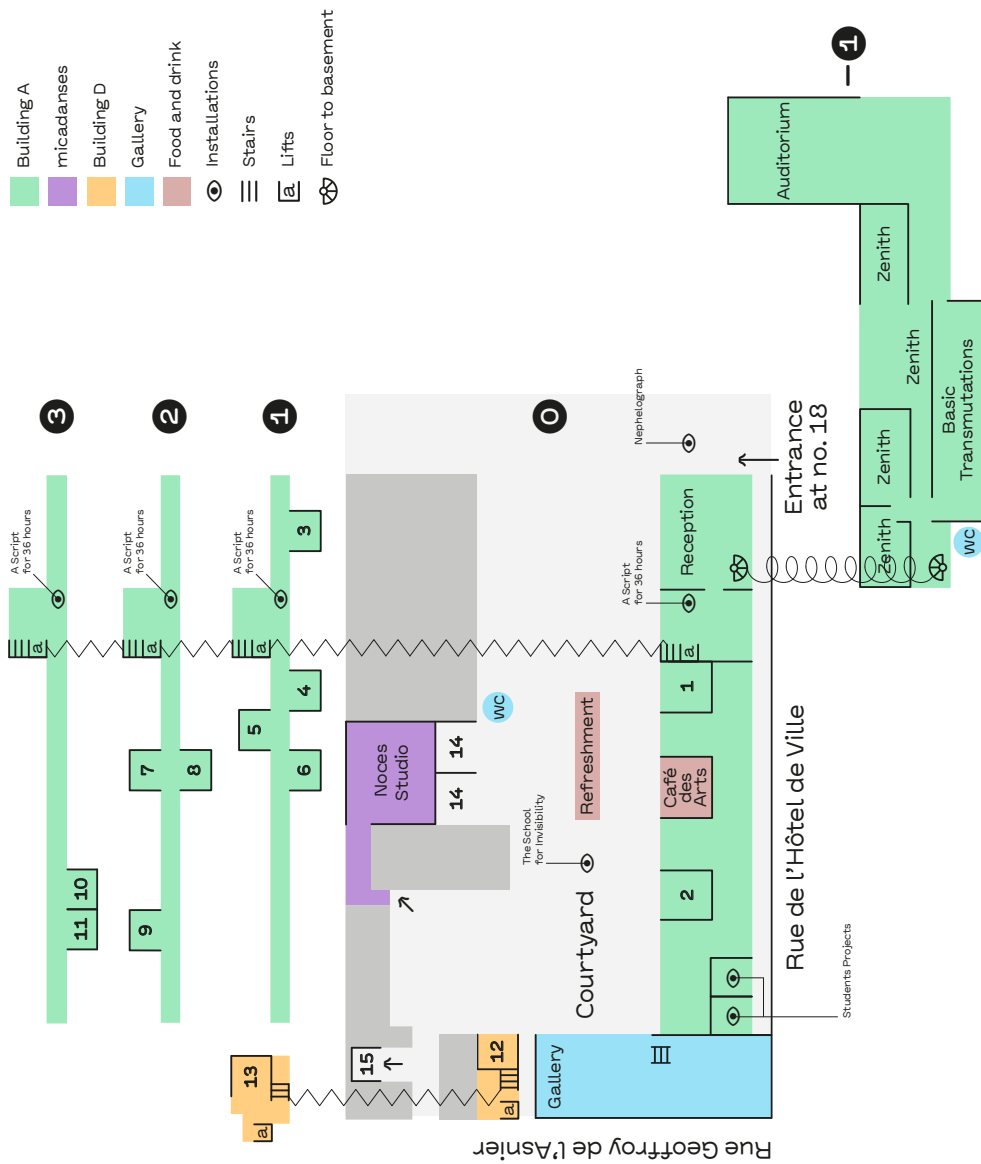 Building A
micadanses
Building D
Gallery
Food and drink
Installations
Stairs
a
Lifts
Floor to basement
3
A Script
for 36 hours
a
10
11
2
A Script
for 36 hours
a
7
8
9
1
A Script
for 36 hours
a
3
4
5
6
13
a
0
Nephelograph
Noces
Studio
14
14
WC
15
12
a
The School
for Invisibility
Refreshment
Courtyard
A Script
for 36 hours
Reception
a
1
Café
des
Arts
2
Gallery
Students Projects
Entrance
at no. 18
Rue de l'Hôtel de Ville
Rue Geoffroy de l'Asnier
–1
Auditorium
Zenith
Zenith
Zenith
Zenith
Basic
Transmutations
WC